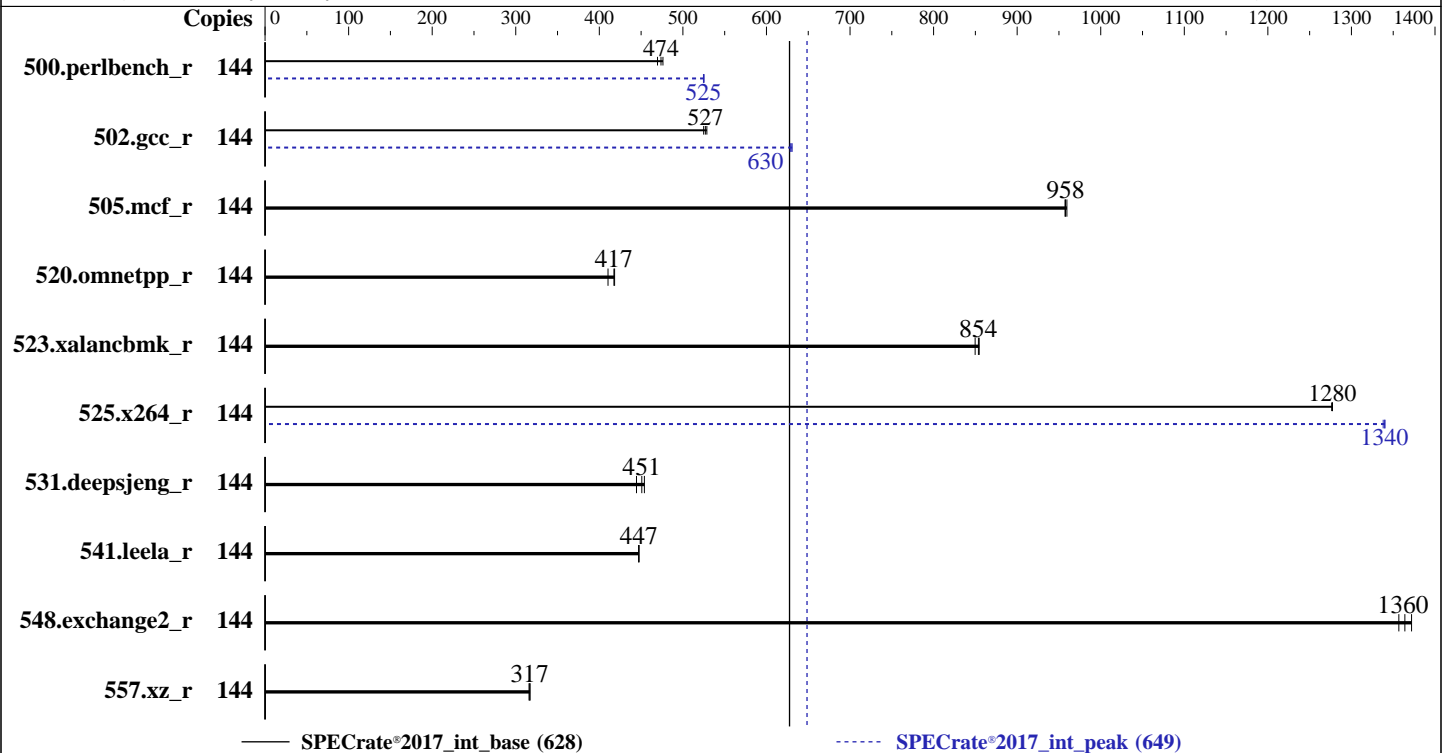 Copies 0 100 200 300 400 500 600 700 800 900 1000 1100 1200 1300 1400
500.perlbench_r 144 474
525
502.gcc_r 144 527
630
505.mcf_r 144 958
520.omnetpp_r 144 417
523.xalancbmk_r 144 854
525.x264_r 144 1280
1340
531.deepsjeng_r 144 451
541.leela_r 144 447
548.exchange2_r 144 1360
557.xz_r 144 317
SPECrate®2017_int_base (628) SPECrate®2017_int_peak (649)